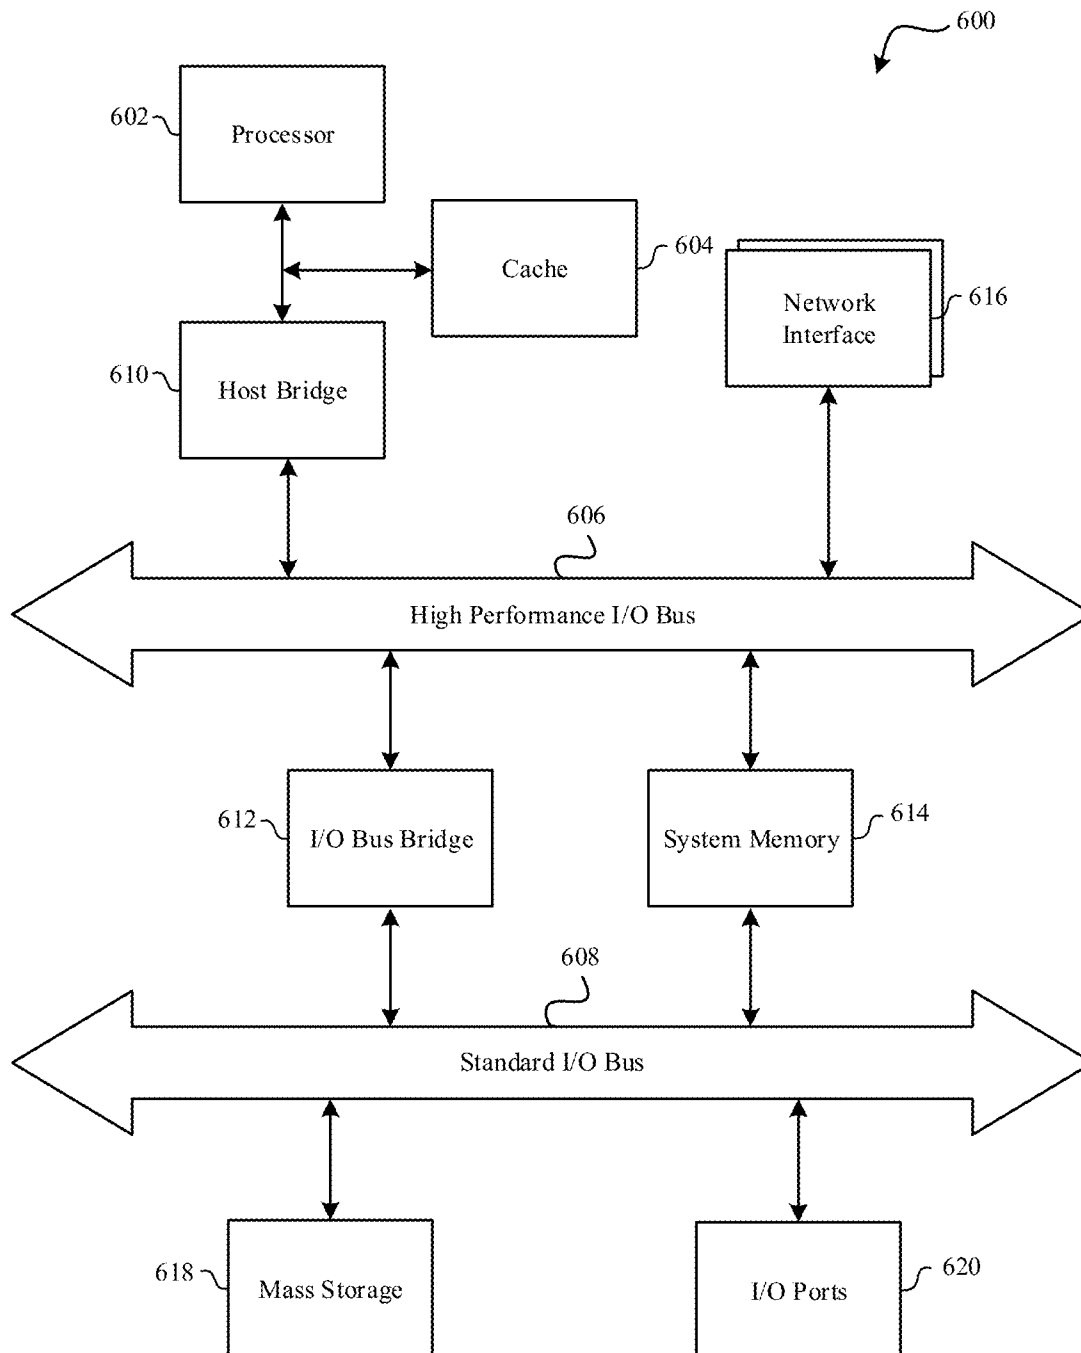 600
602
Processor
Cache
604
Network
Interface
616
610
Host Bridge
606
High Performance I/O Bus
612
I/O Bus Bridge
System Memory
614
608
Standard I/O Bus
618
Mass Storage
I/O Ports
620